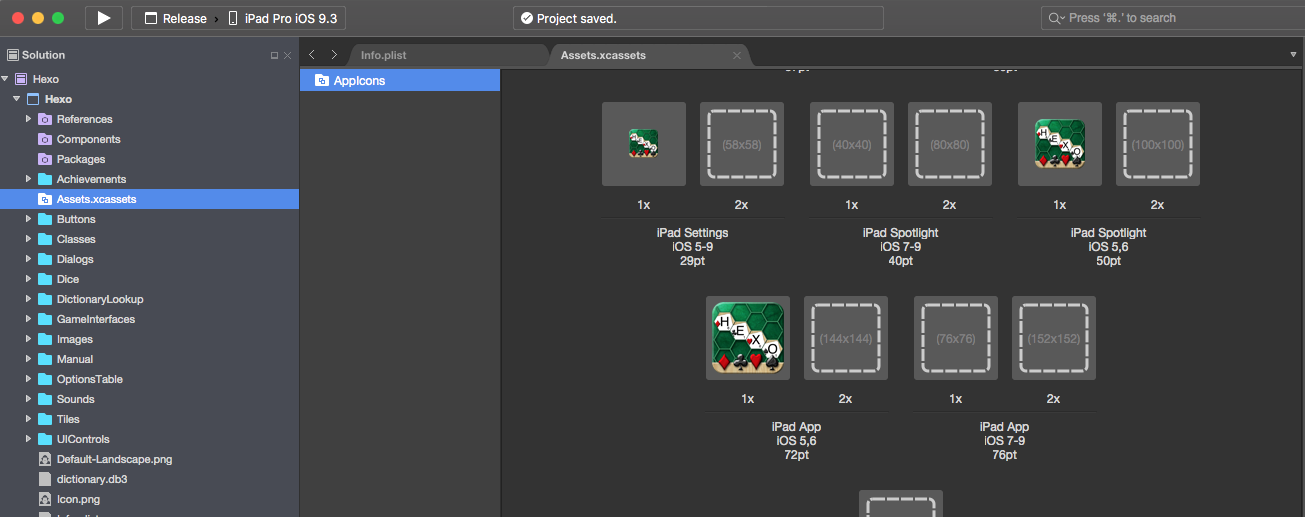 Release › iPad Pro iOS 9.3
Project saved.
Press '⌘.' to search
Solution
Info.plist
Assets.xcassets
Hexo
Hexo
References
Components
Packages
Achievements
Assets.xcassets
Buttons
Classes
Dialogs
Dice
DictionaryLookup
GameInterfaces
Images
Manual
OptionsTable
Sounds
Tiles
UIControls
Default-Landscape.png
dictionary.db3
Icon.png
AppIcons
HEXO
(58x58)
(40x40)
(80x80)
HEXO
(100x100)
1x
2x
1x
2x
1x
2x
iPad Settings
iOS 5-9
29pt
iPad Spotlight
iOS 7-9
40pt
iPad Spotlight
iOS 5,6
50pt
HEXO
(144x144)
(76x76)
(152x152)
1x
2x
1x
2x
iPad App
iOS 5,6
72pt
iPad App
iOS 7-9
76pt